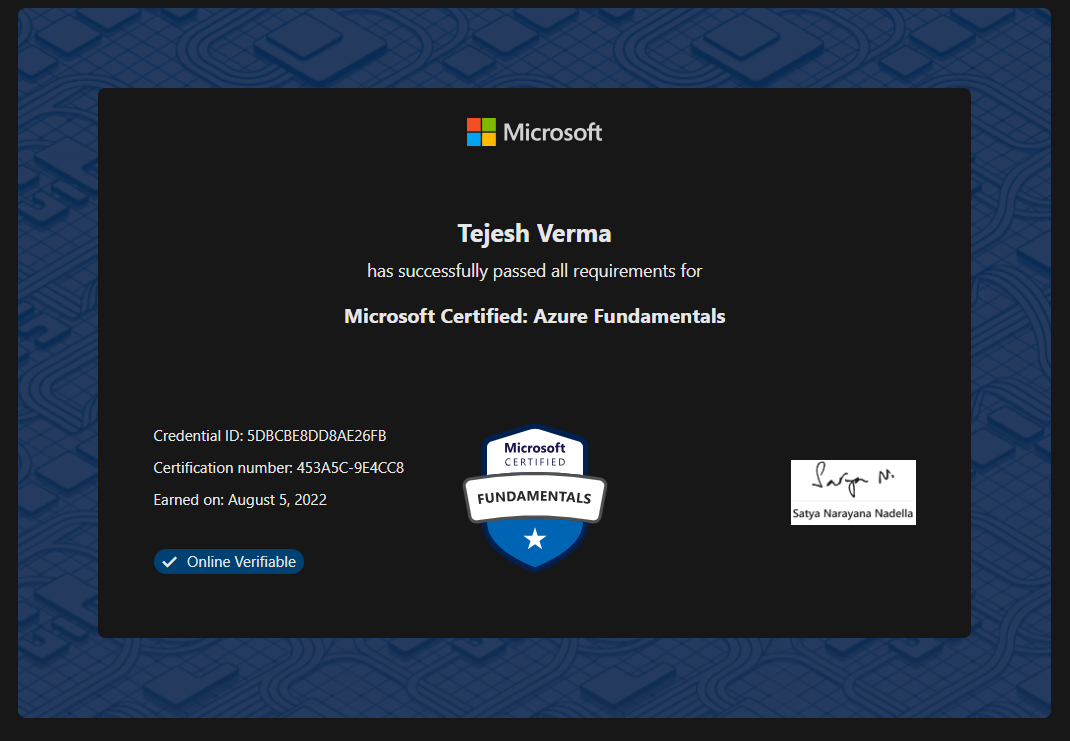 Microsoft
Tejesh Verma
has successfully passed all requirements for
Microsoft Certified: Azure Fundamentals
Credential ID: 5DBCBE8DD8AE26FB
Certification number: 453A5C-9E4CC8
Earned on: August 5, 2022
Online Verifiable
Microsoft
CERTIFIED
FUNDAMENTALS
Satya N.
Satya Narayana Nadella